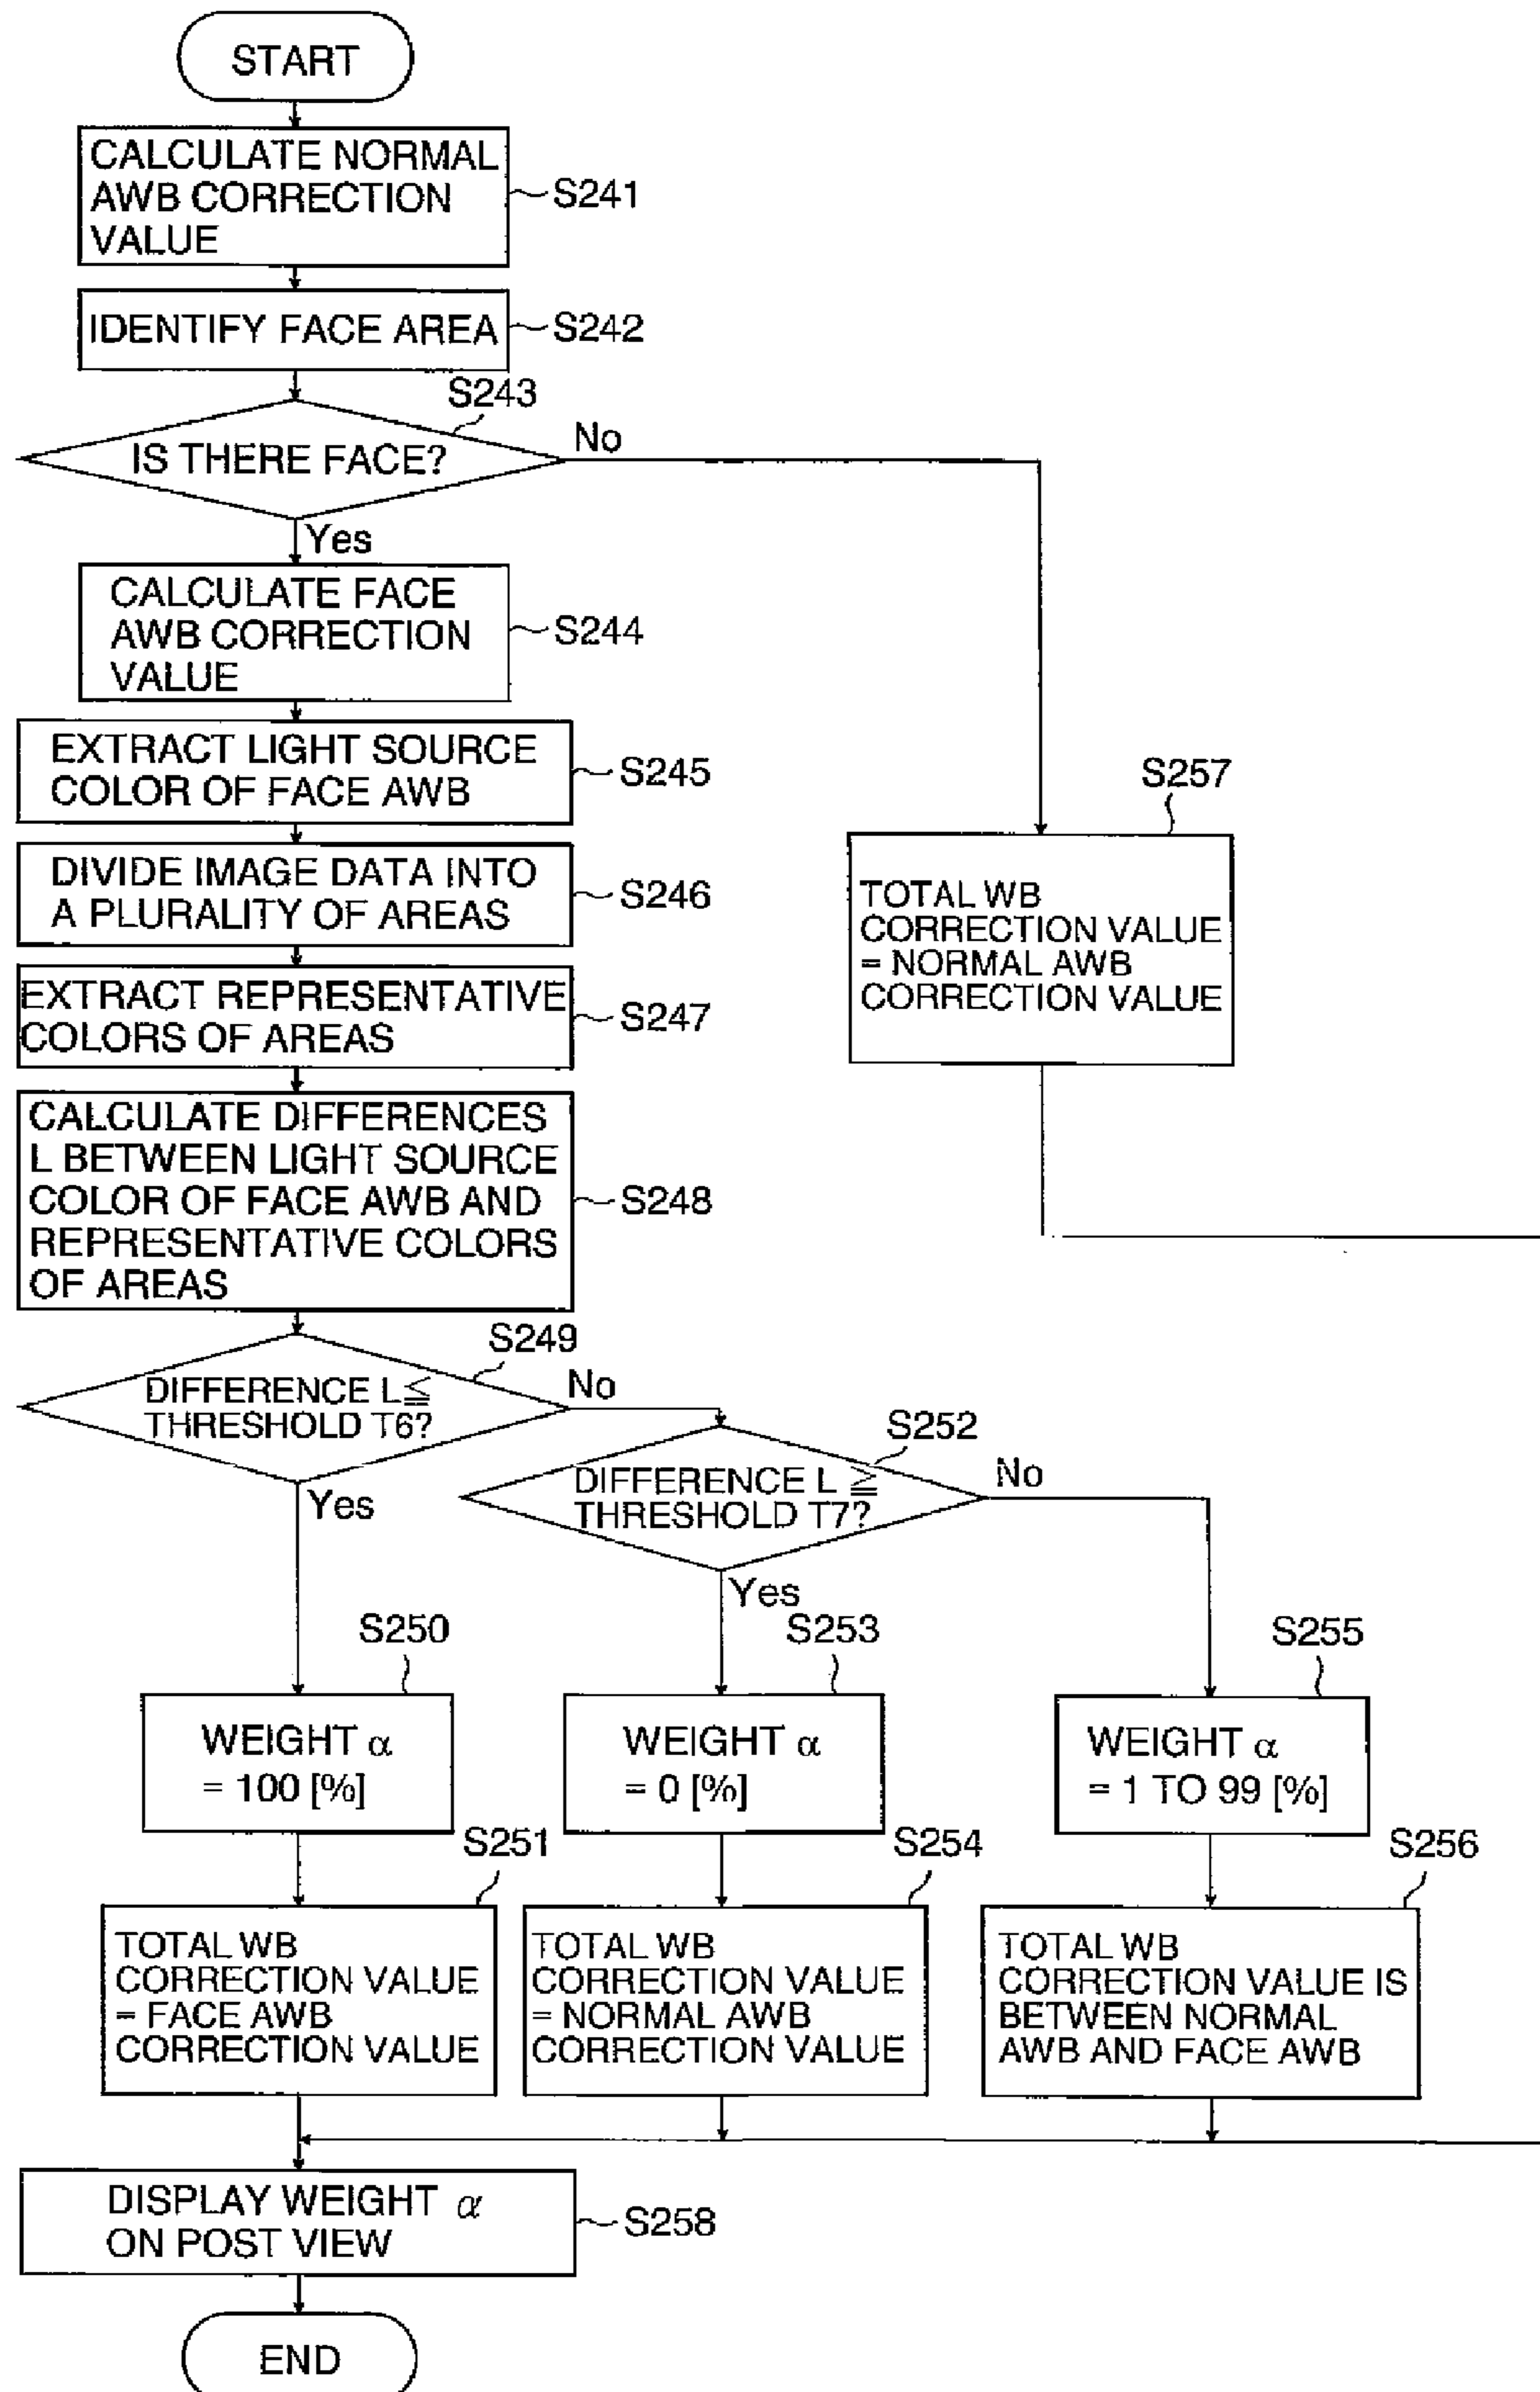 START
CALCULATE NORMAL
AWB CORRECTION
VALUE
S241
IDENTIFY FACE AREA
S242
S243
IS THERE FACE?
No
Yes
CALCULATE FACE
AWB CORRECTION
VALUE
S244
EXTRACT LIGHT SOURCE
COLOR OF FACE AWB
S245
DIVIDE IMAGE DATA INTO
A PLURALITY OF AREAS
S246
EXTRACT REPRESENTATIVE
COLORS OF AREAS
S247
S257
TOTAL WB
CORRECTION VALUE
= NORMAL AWB
CORRECTION VALUE
CALCULATE DIFFERENCES
L BETWEEN LIGHT SOURCE
COLOR OF FACE AWB AND
REPRESENTATIVE COLORS
OF AREAS
S248
S249
DIFFERENCE L≦
THRESHOLD T6?
No
Yes
S252
DIFFERENCE L ≧
THRESHOLD T7?
No
Yes
S250
WEIGHT α
= 100 [%]
S253
WEIGHT α
= 0 [%]
S255
WEIGHT α
= 1 TO 99 [%]
S251
TOTAL WB
CORRECTION VALUE
= FACE AWB
CORRECTION VALUE
S254
TOTAL WB
CORRECTION VALUE
= NORMAL AWB
CORRECTION VALUE
S256
TOTAL WB
CORRECTION VALUE IS
BETWEEN NORMAL
AWB AND FACE AWB
DISPLAY WEIGHT α
ON POST VIEW
S258
END